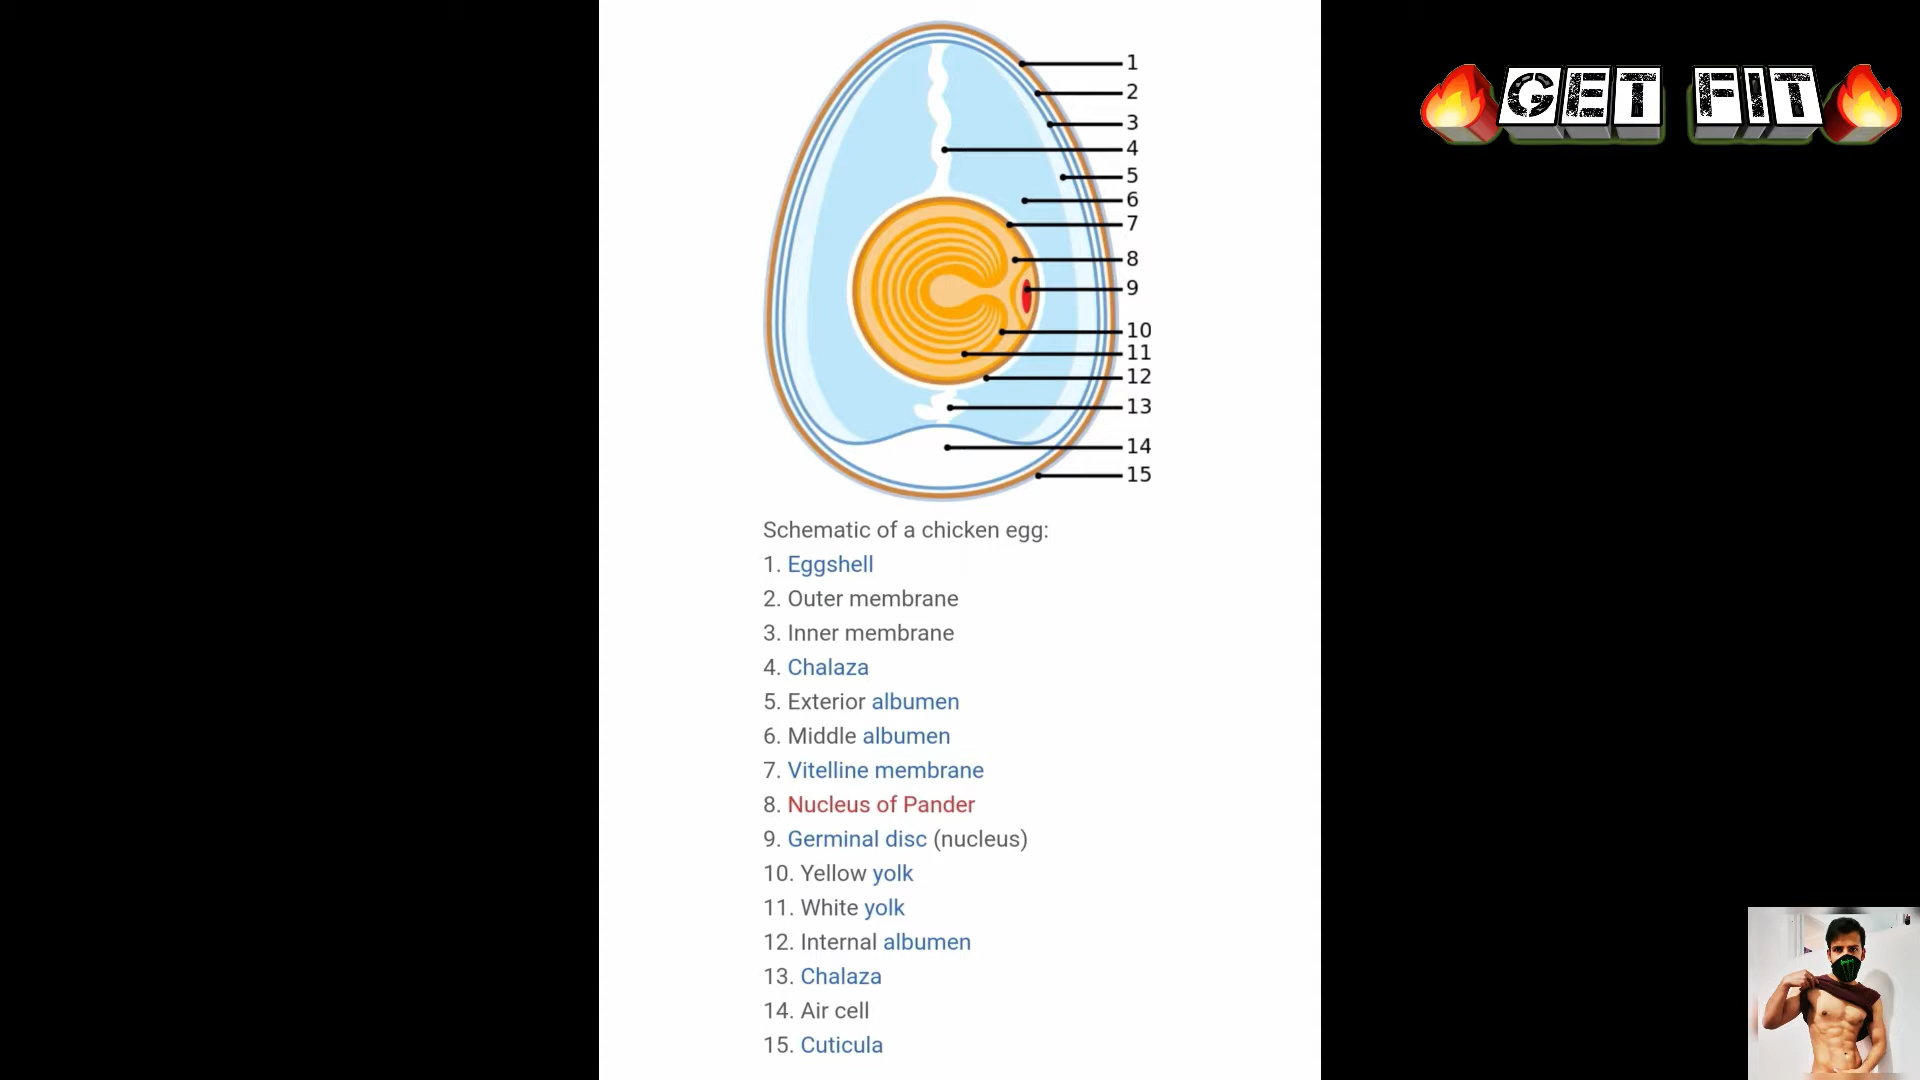 1
2
3
4
5
6
7
8
9
10
11
12
13
14
15
GET FIT
Schematic of a chicken egg:
1. Eggshell
2. Outer membrane
3. Inner membrane
4. Chalaza
5. Exterior albumen
6. Middle albumen
7. Vitelline membrane
8. Nucleus of Pander
9. Germinal disc (nucleus)
10. Yellow yolk
11. White yolk
12. Internal albumen
13. Chalaza
14. Air cell
15. Cuticula